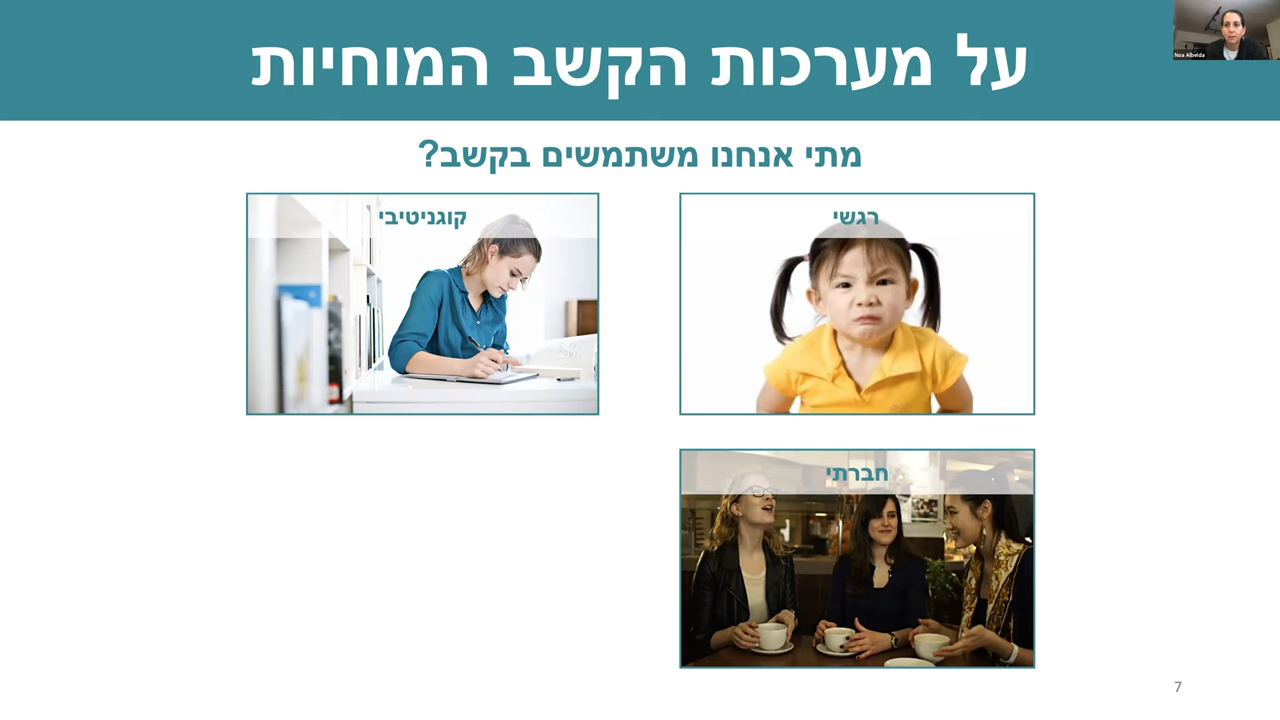 על מערכות הקשב המוחיות
Noa Albelda
מתי אנחנו משתמשים בקשב?
רגשי
קוגניטיבי
חברתי
7